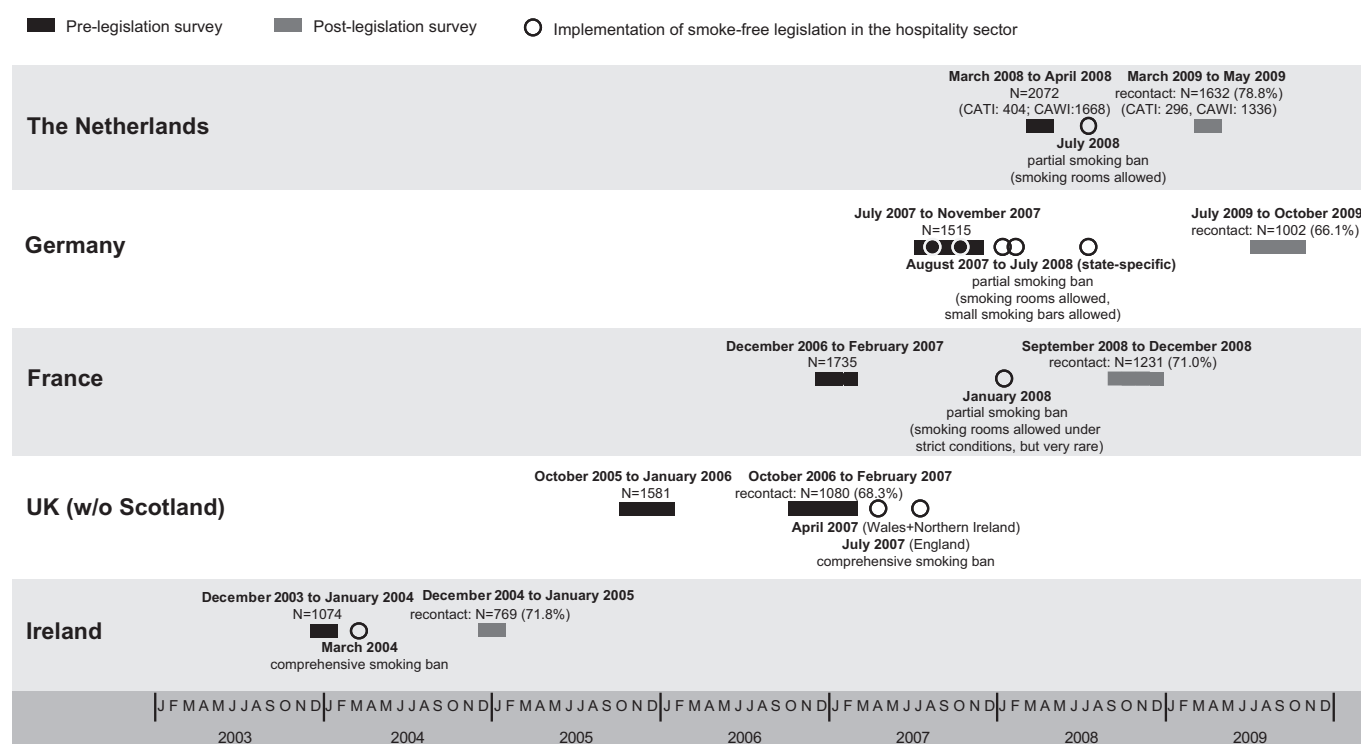 Pre-legislation survey
Post-legislation survey
Implementation of smoke-free legislation in the hospitality sector
The Netherlands
March 2008 to April 2008
N=2072
(CATI: 404; CAWI:1668)
March 2009 to May 2009
recontact: N=1632 (78.8%)
(CATI: 296, CAWI: 1336)
July 2008
partial smoking ban
(smoking rooms allowed)
Germany
July 2007 to November 2007
N=1515
July 2009 to October 2009
recontact: N=1002 (66.1%)
August 2007 to July 2008 (state-specific)
partial smoking ban
(smoking rooms allowed,
small smoking bars allowed)
France
December 2006 to February 2007
N=1735
September 2008 to December 2008
recontact: N=1231 (71.0%)
January 2008
partial smoking ban
(smoking rooms allowed under
strict conditions, but very rare)
UK (w/o Scotland)
October 2005 to January 2006
N=1581
October 2006 to February 2007
recontact: N=1080 (68.3%)
April 2007 (Wales+Northern Ireland)
July 2007 (England)
comprehensive smoking ban
Ireland
December 2003 to January 2004
N=1074
December 2004 to January 2005
recontact: N=769 (71.8%)
March 2004
comprehensive smoking ban
J F M A M J J A S O N D J F M A M J J A S O N D J F M A M J J A S O N D J F M A M J J A S O N D J F M A M J J A S O N D J F M A M J J A S O N D J F M A M J J A S O N D
2003 2004 2005 2006 2007 2008 2009